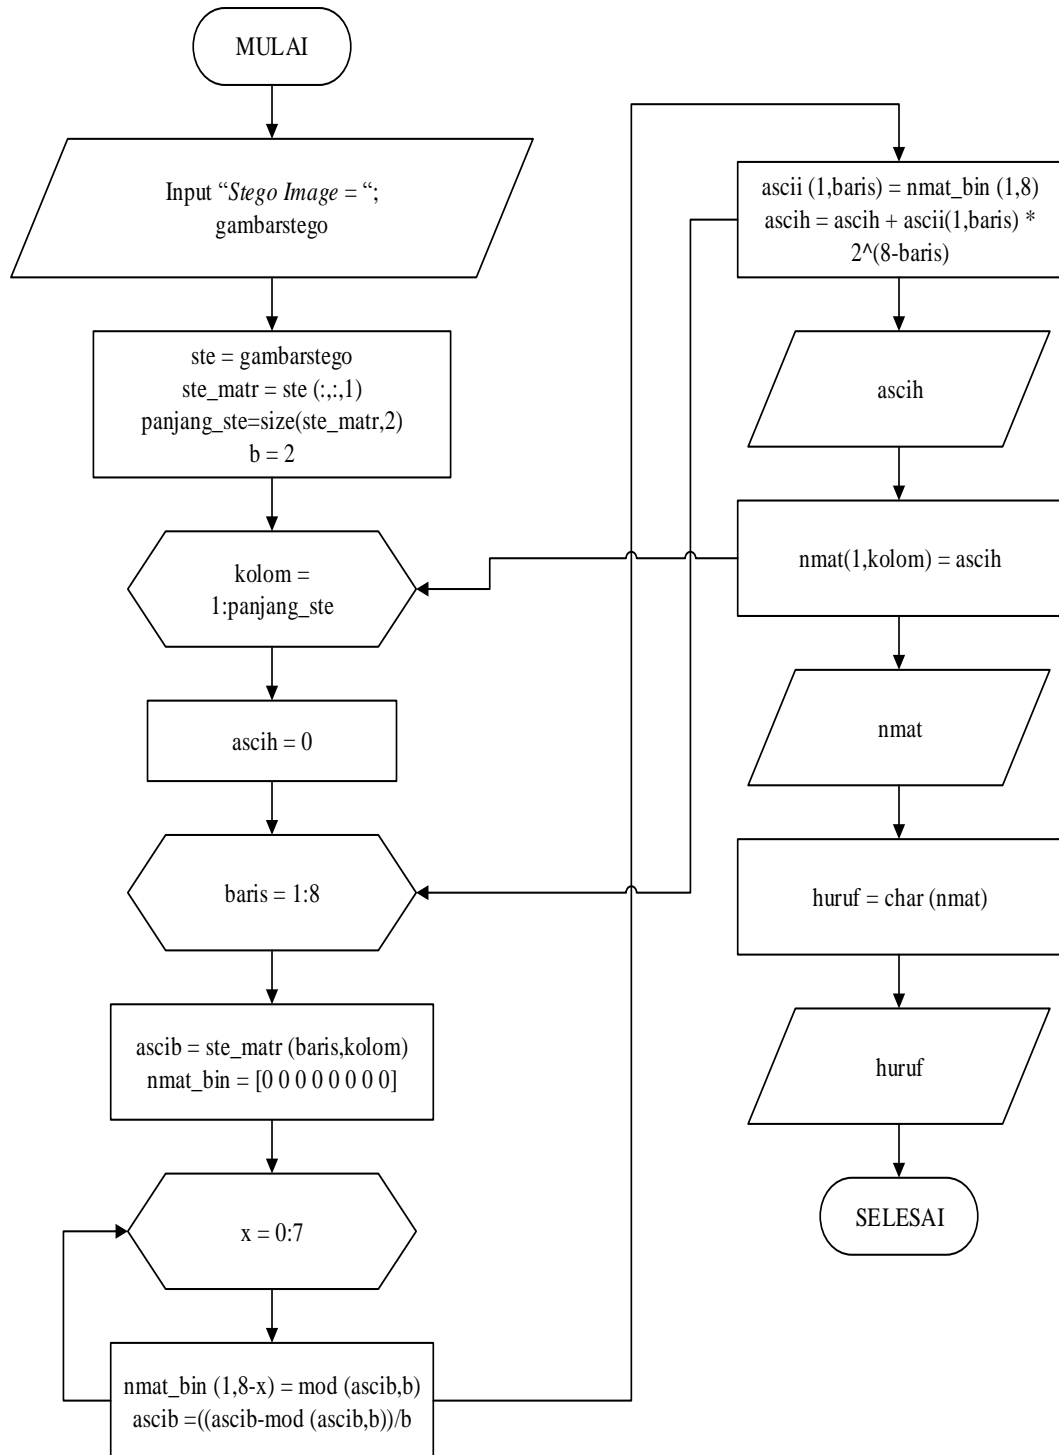 MULAI
Input “Stego Image = “;
gambarstego
ste = gambarstego
ste_matr = ste (:,:,1)
panjang_ste=size(ste_matr,2)
b = 2
kolom =
1:panjang_ste
ascih = 0
baris = 1:8
ascib = ste_matr (baris,kolom)
nmat_bin = [0 0 0 0 0 0 0 0]
x = 0:7
nmat_bin (1,8-x) = mod (ascib,b)
ascib =((ascib-mod (ascib,b))/b
ascii (1,baris) = nmat_bin (1,8)
ascih = ascih + ascii(1,baris) *
2^(8-baris)
ascih
nmat(1,kolom) = ascih
nmat
huruf = char (nmat)
huruf
SELESAI